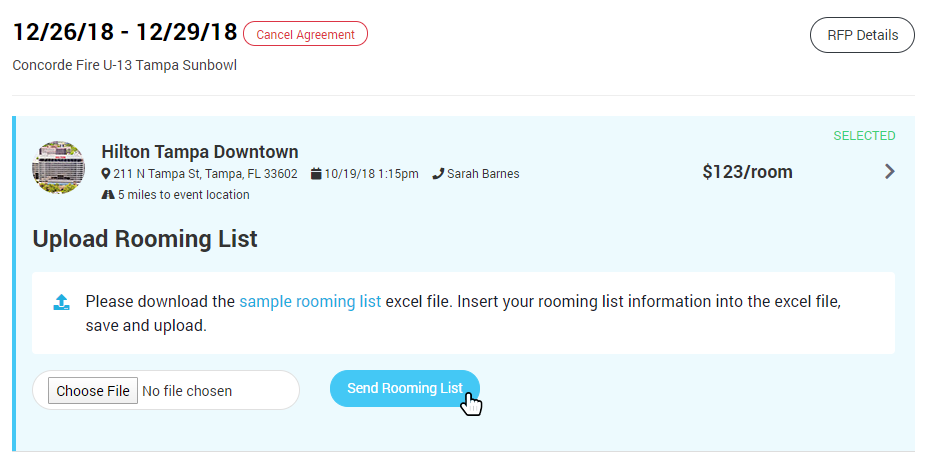 12/26/18 - 12/29/18 Cancel Agreement RFP Details
Concorde Fire U-13 Tampa Sunbowl
SELECTED
Hilton Tampa Downtown
211 N Tampa St, Tampa, FL 33602 10/19/18 1:15pm Sarah Barnes $123/room
5 miles to event location
Upload Rooming List
Please download the sample rooming list excel file. Insert your rooming list information into the excel file,
save and upload.
Choose File No file chosen Send Rooming List